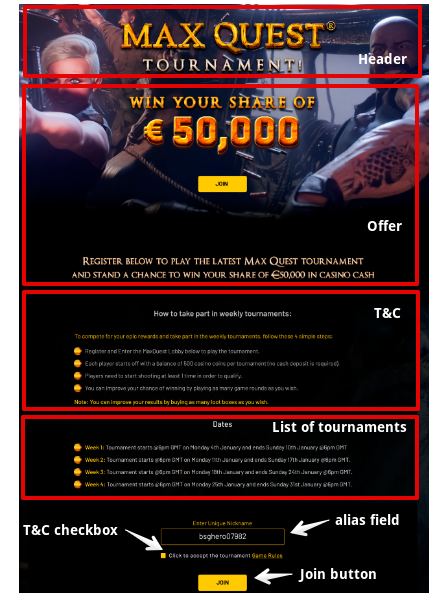 MAX QUEST®
TOURNAMENT!
Header
WIN YOUR SHARE OF
€ 50,000
JOIN
Offer
REGISTER BELOW TO PLAY THE LATEST MAX QUEST TOURNAMENT
AND STAND A CHANCE TO WIN YOUR SHARE OF €50,000 IN CASINO CASH
How to take part in weekly tournaments:
T&C
To compete for your epic rewards and take part in the weekly tournaments, follow these 4 simple steps:
Register and Enter the MaxQuest Lobby below to play the tournament.
Each player starts off with a balance of 500 casino coins per tournament (no cash deposit is required).
Players need to start shooting at least 1 time in order to qualify.
You can improve your chance of winning by playing as many game rounds as you wish.
Note: You can improve your results by buying as many loot boxes as you wish.
Dates
List of tournaments
Week 1: Tournament starts @6pm GMT on Monday 4th January and ends Sunday 10th January @6pm GMT.
Week 2: Tournament starts @6pm GMT on Monday 11th January and ends Sunday 17th January @6pm GMT.
Week 3: Tournament starts @6pm GMT on Monday 18th January and ends Sunday 24th January @6pm GMT.
Week 4: Tournament starts @6pm GMT on Monday 25th January and ends Sunday 31st January @6pm GMT.
Enter Unique Nickname
alias field
T&C checkbox
bsghero07982
Click to accept the tournament Game Rules
JOIN
Join button